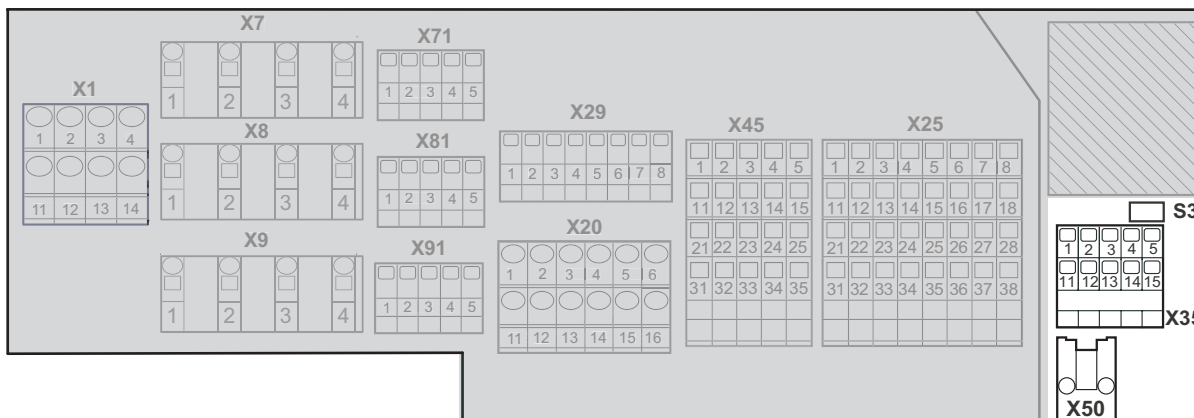 X1
1 2 3 4
11 12 13 14
X7
1 2 3 4
X8
1 2 3 4
X9
1 2 3 4
X71
1 2 3 4 5
X81
1 2 3 4 5
X91
1 2 3 4 5
X29
1 2 3 4 5 6 7 8
X20
1 2 3 4 5 6
11 12 13 14 15 16
X45
1 2 3 4 5
11 12 13 14 15
21 22 23 24 25
31 32 33 34 35
X25
1 2 3 4 5 6 7 8
11 12 13 14 15 16 17 18
21 22 23 24 25 26 27 28
31 32 33 34 35 36 37 38
S3
1 2 3 4 5
11 12 13 14 15
X35
X50